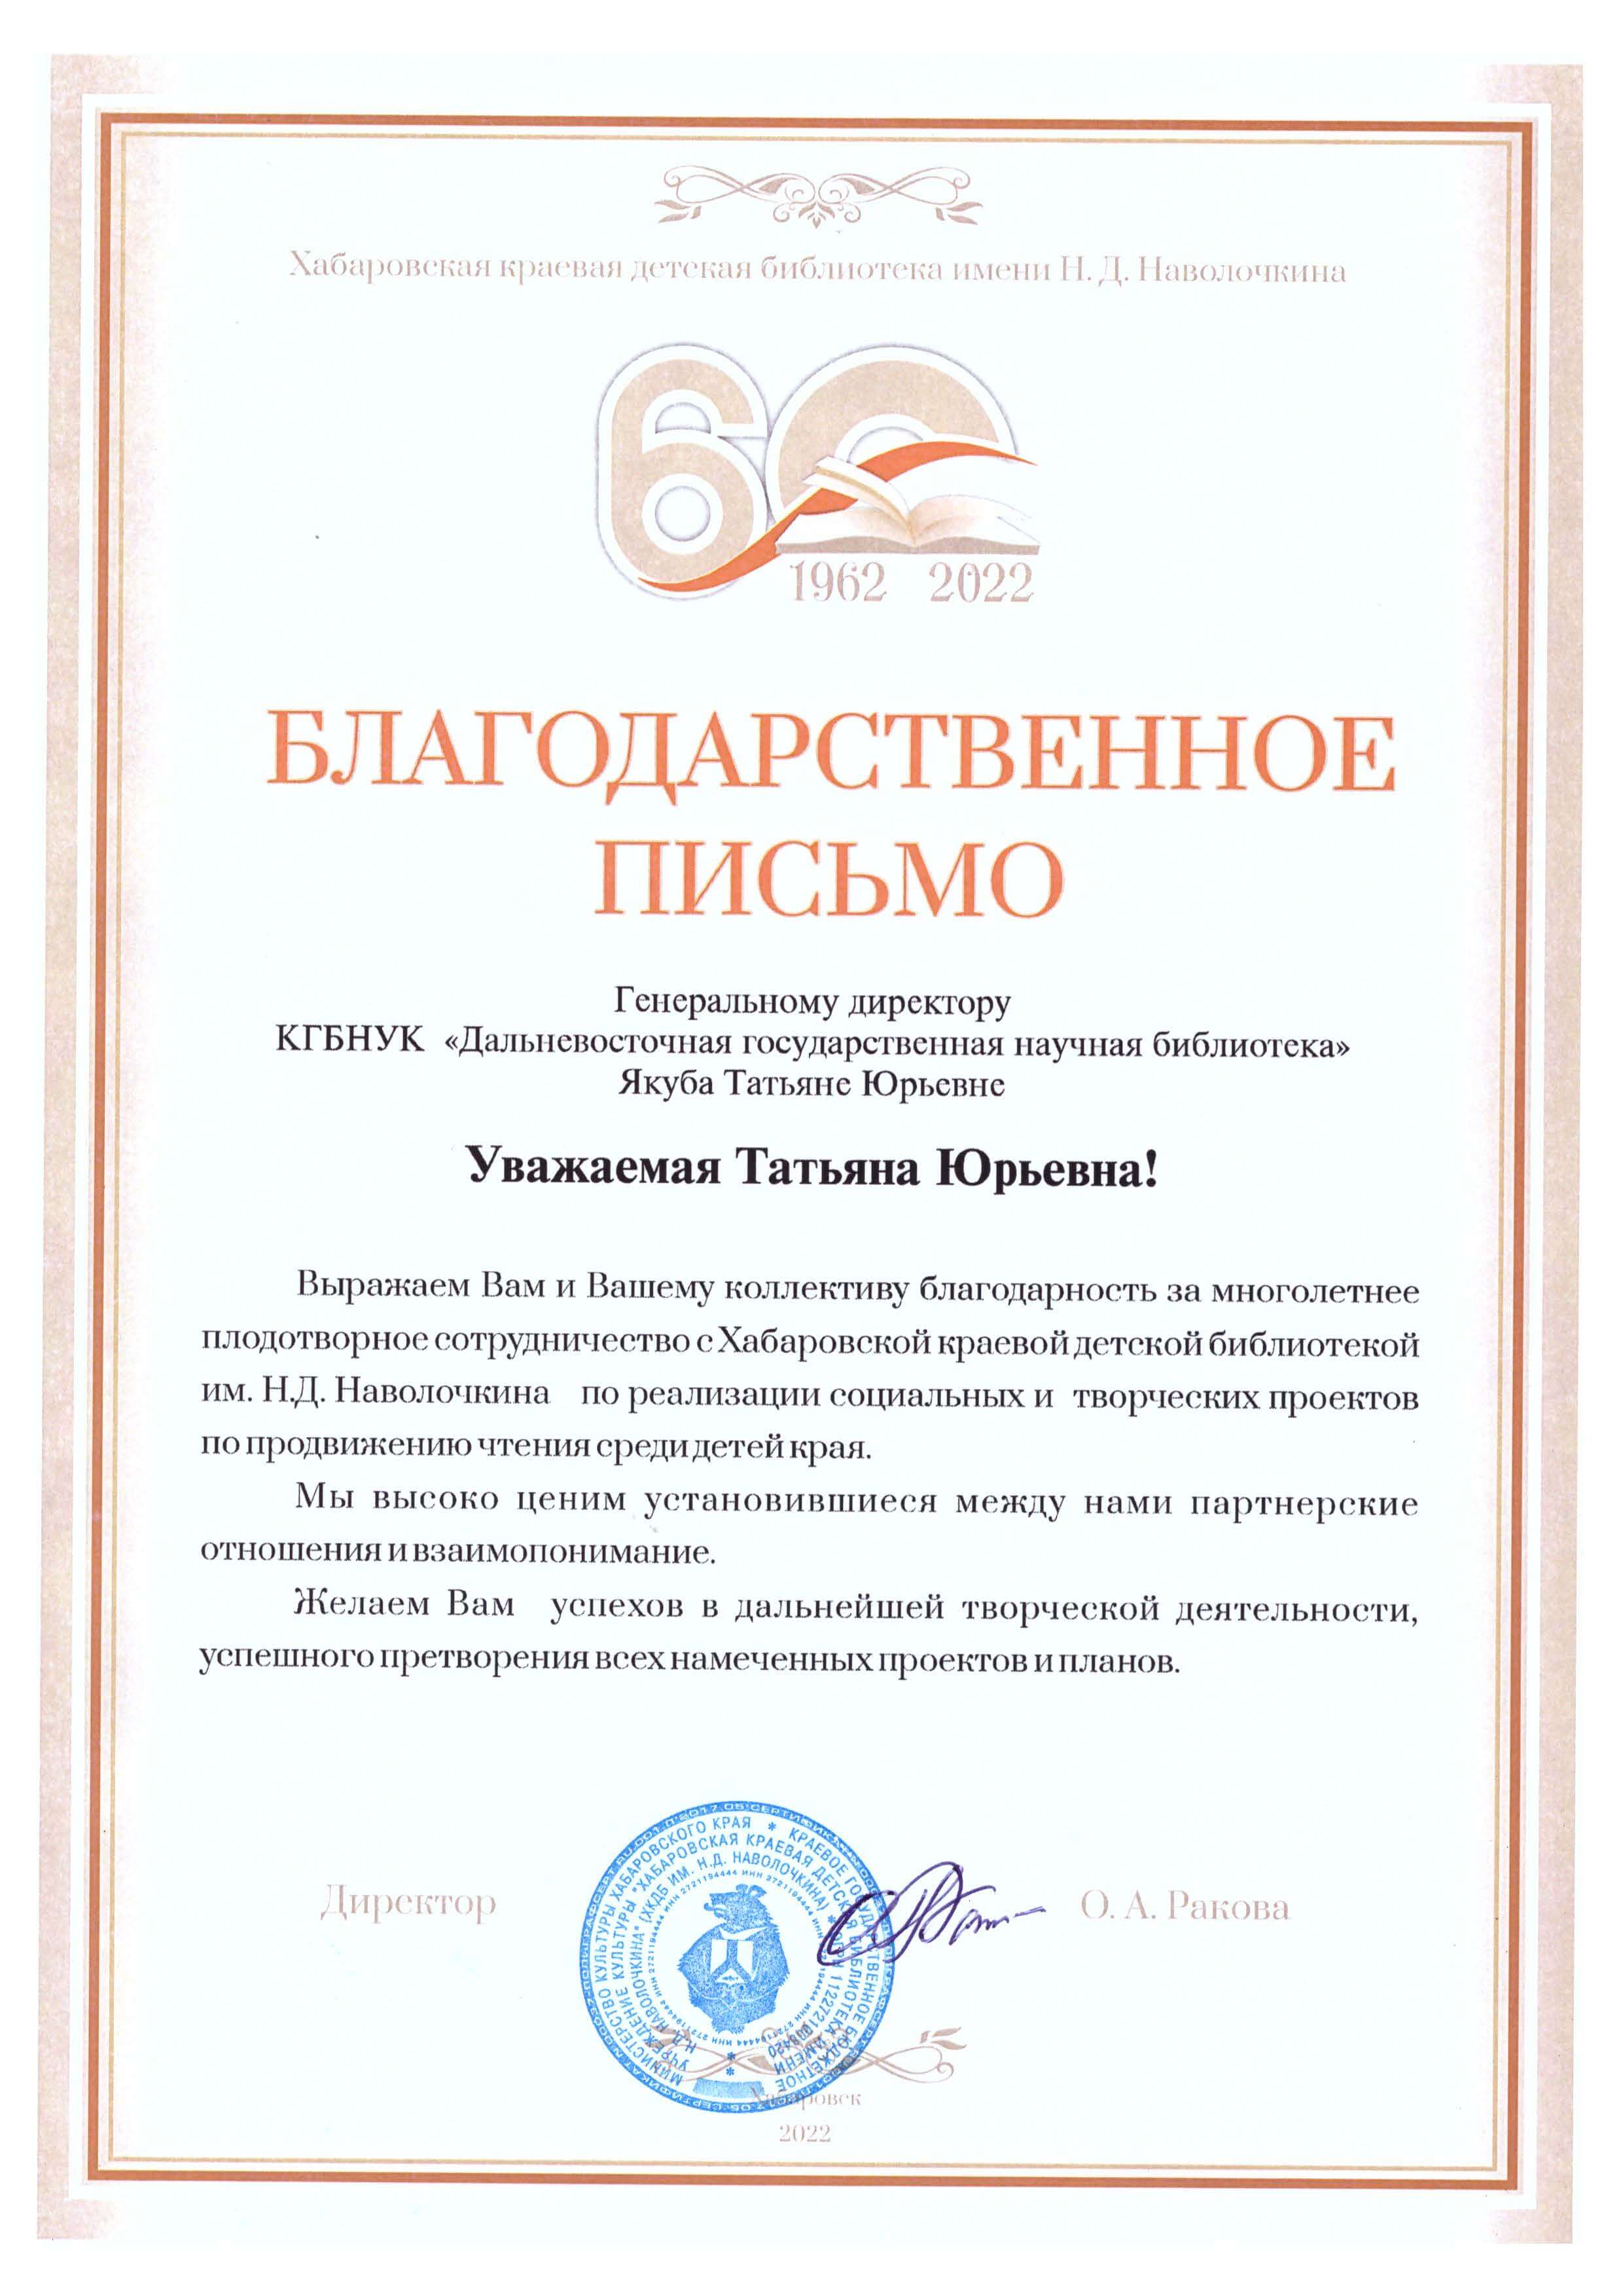 Хабаровская краевая детская библиотека имени Н. Д. Наволочкина
60
1962 2022
БЛАГОДАРСТВЕННОЕ
ПИСЬМО
Генеральному директору
КГБНУК «Дальневосточная государственная научная библиотека»
Якуба Татьяне Юрьевне
Уважаемая Татьяна Юрьевна!
Выражаем Вам и Вашему коллективу благодарность за многолетнее
плодотворное сотрудничество с Хабаровской краевой детской библиотекой
им. Н.Д. Наволочкина по реализации социальных и творческих проектов
по продвижению чтения среди детей края.
Мы высоко ценим установившиеся между нами партнерские
отношения и взаимопонимание.
Желаем Вам успехов в дальнейшей творческой деятельности,
успешного претворения всех намеченных проектов и планов.
Директор
О. А. Ракова
МИНИСТЕРСТВО КУЛЬТУРЫ ХАБАРОВСКОГО КРАЯ * КРАЕВОЕ ГОСУДАРСТВЕННОЕ БЮДЖЕТНОЕ
УЧРЕЖДЕНИЕ КУЛЬТУРЫ "ХАБАРОВСКАЯ КРАЕВАЯ ДЕТСКАЯ БИБЛИОТЕКА ИМЕНИ
Н.Д. НАВОЛОЧКИНА" (ХКДБ ИМ. Н.Д. НАВОЛОЧКИНА)
ИНН 2721194444
Хабаровск
2022